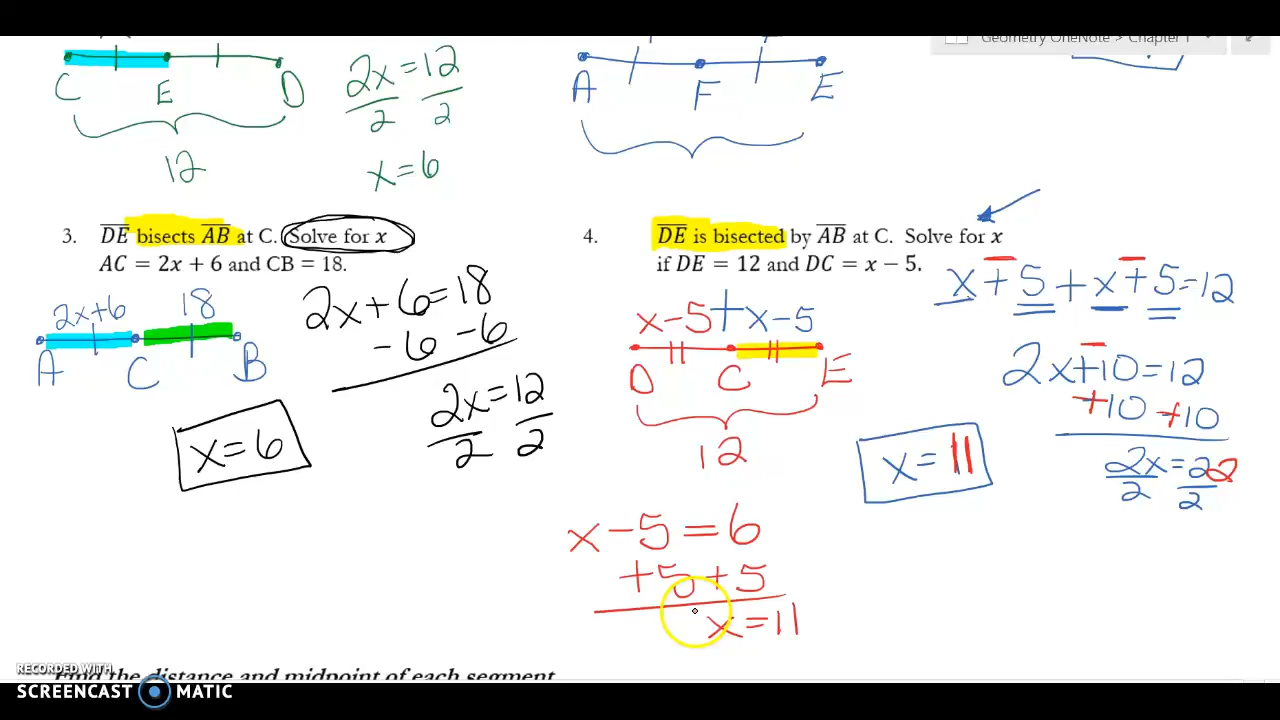 Geometry OneNote > Chapter 1
C E D
12
2x = 12
2 2
x = 6
A F E
3. DE bisects AB at C. Solve for x
AC = 2x + 6 and CB = 18.
2x+6 18
A C B
2x + 6 = 18
- 6 - 6
2x = 12
2 2
x = 6
4. DE is bisected by AB at C. Solve for x
if DE = 12 and DC = x − 5.
x-5 + x-5
D C E
12
x + 5 + x + 5 = 12
2x + 10 = 12
+10 +10
2x = 22
2 2
x = 11
x - 5 = 6
+5 +5
x = 11
Find the distance and midpoint of each segment
RECORDED WITH
SCREENCAST MATIC